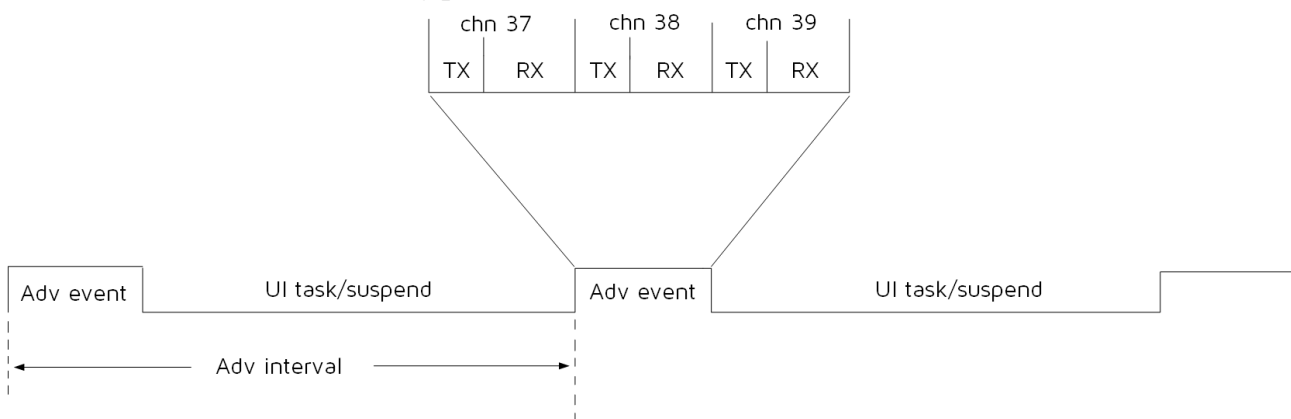 chn 37 chn 38 chn 39
TX RX TX RX TX RX
Adv event UI task/suspend Adv event UI task/suspend
Adv interval